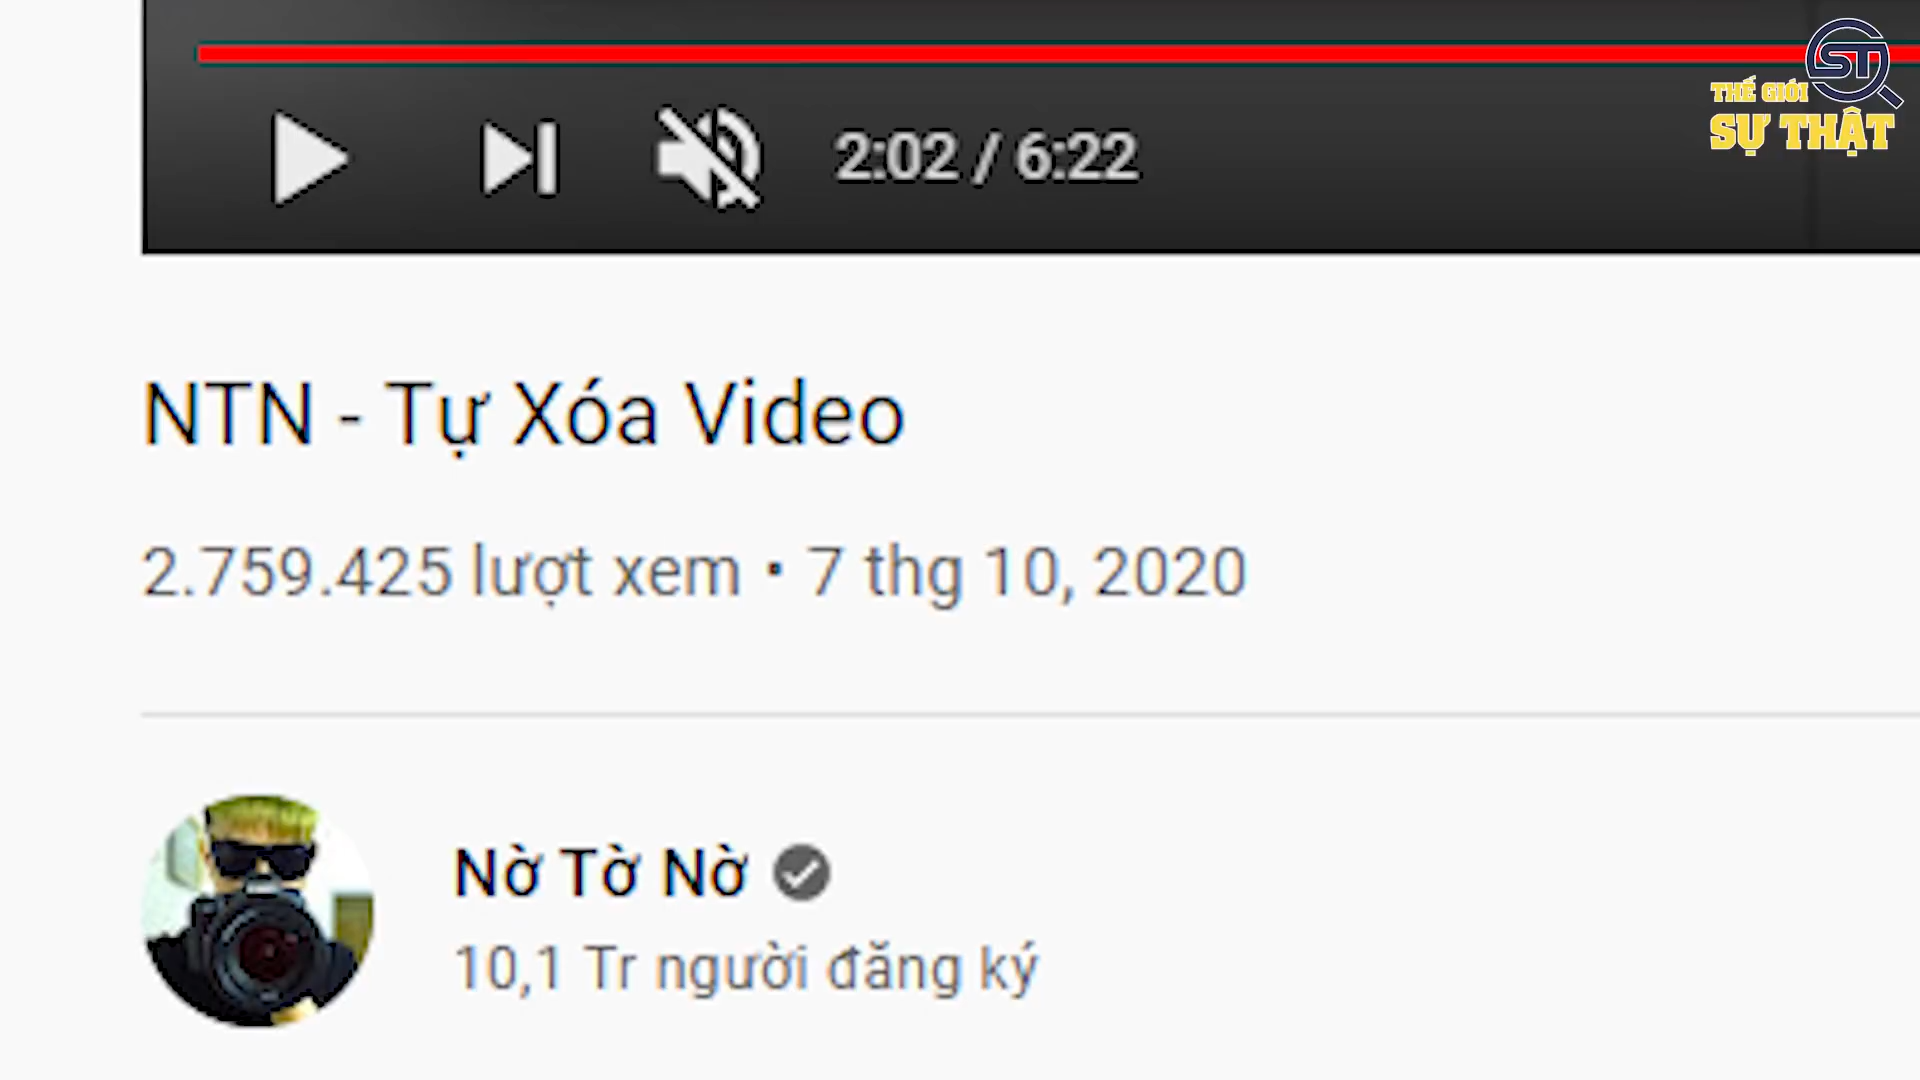 ST
THẾ GIỚI
SỰ THẬT
2:02 / 6:22
NTN - Tự Xóa Video
2.759.425 lượt xem • 7 thg 10, 2020
Nờ Tờ Nờ
10,1 Tr người đăng ký